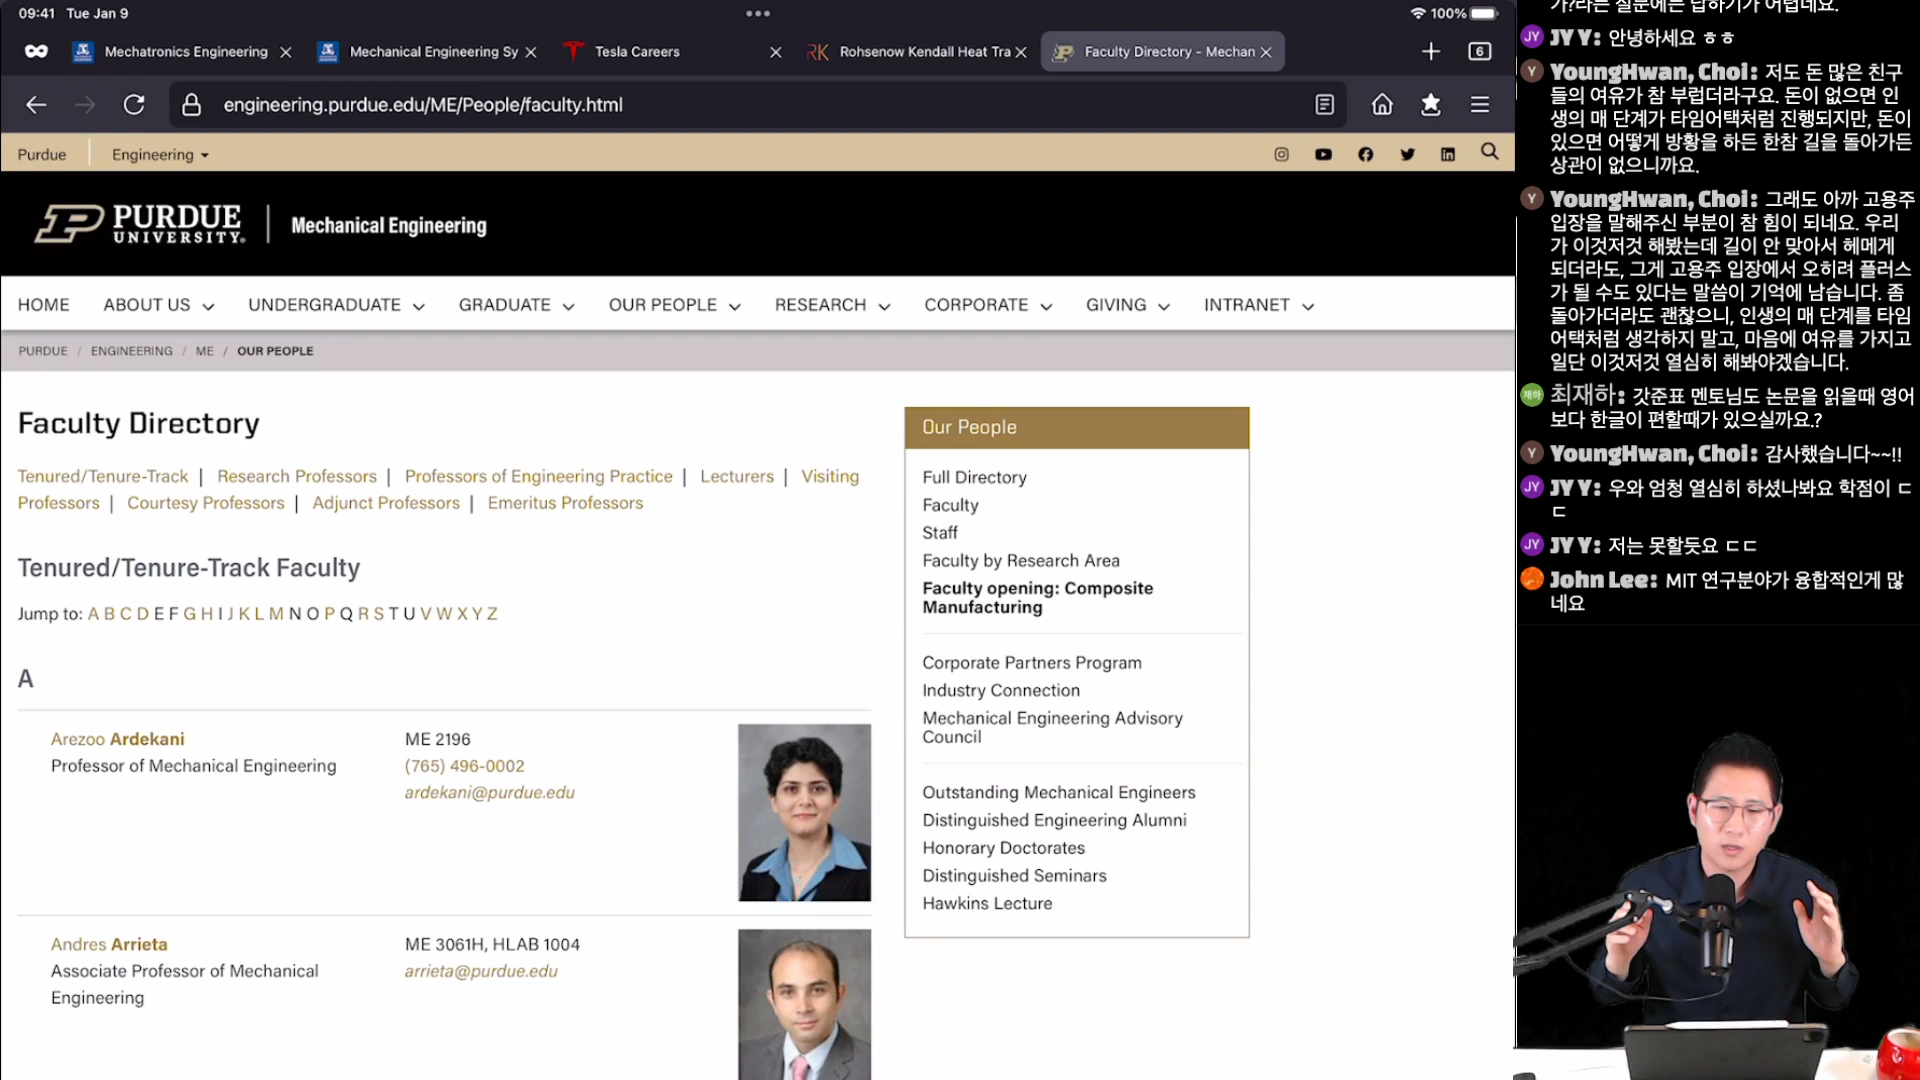 09:41 Tue Jan 9
100%
Mechatronics Engineering
Mechanical Engineering Sy
Tesla Careers
RK Rohsenow Kendall Heat Tra
Faculty Directory - Mechan
6
engineering.purdue.edu/ME/People/faculty.html
Purdue
Engineering
PURDUE
UNIVERSITY.
Mechanical Engineering
HOME
ABOUT US
UNDERGRADUATE
GRADUATE
OUR PEOPLE
RESEARCH
CORPORATE
GIVING
INTRANET
PURDUE / ENGINEERING / ME / OUR PEOPLE
Faculty Directory
Tenured/Tenure-Track | Research Professors | Professors of Engineering Practice | Lecturers | Visiting
Professors | Courtesy Professors | Adjunct Professors | Emeritus Professors
Tenured/Tenure-Track Faculty
Jump to: A B C D E F G H I J K L M N O P Q R S T U V W X Y Z
A
Arezoo Ardekani
Professor of Mechanical Engineering
ME 2196
(765) 496-0002
ardekani@purdue.edu
Andres Arrieta
Associate Professor of Mechanical
Engineering
ME 3061H, HLAB 1004
arrieta@purdue.edu
Our People
Full Directory
Faculty
Staff
Faculty by Research Area
Faculty opening: Composite
Manufacturing
Corporate Partners Program
Industry Connection
Mechanical Engineering Advisory
Council
Outstanding Mechanical Engineers
Distinguished Engineering Alumni
Honorary Doctorates
Distinguished Seminars
Hawkins Lecture
가?라는 질문에는 답하기가 어렵네요.
JY JY Y: 안녕하세요 ㅎㅎ
Y YoungHwan, Choi: 저도 돈 많은 친구
들의 여유가 참 부럽더라구요. 돈이 없으면 인
생의 매 단계가 타임어택처럼 진행되지만, 돈이
있으면 어떻게 방황을 하든 한참 길을 돌아가든
상관이 없으니까요.
Y YoungHwan, Choi: 그래도 아까 고용주
입장을 말해주신 부분이 참 힘이 되네요. 우리
가 이것저것 해봤는데 길이 안 맞아서 헤메게
되더라도, 그게 고용주 입장에서 오히려 플러스
가 될 수도 있다는 말씀이 기억에 남습니다. 좀
돌아가더라도 괜찮으니, 인생의 매 단계를 타임
어택처럼 생각하지 말고, 마음에 여유를 가지고
일단 이것저것 열심히 해봐야겠습니다.
재하 최재하: 갓준표 멘토님도 논문을 읽을때 영어
보다 한글이 편할때가 있으실까요.?
Y YoungHwan, Choi: 감사했습니다~~!!
JY JY Y: 우와 엄청 열심히 하셨나봐요 학점이 ㄷ
ㄷ
JY JY Y: 저는 못할듯요 ㄷㄷ
John Lee: MIT 연구분야가 융합적인게 많
네요